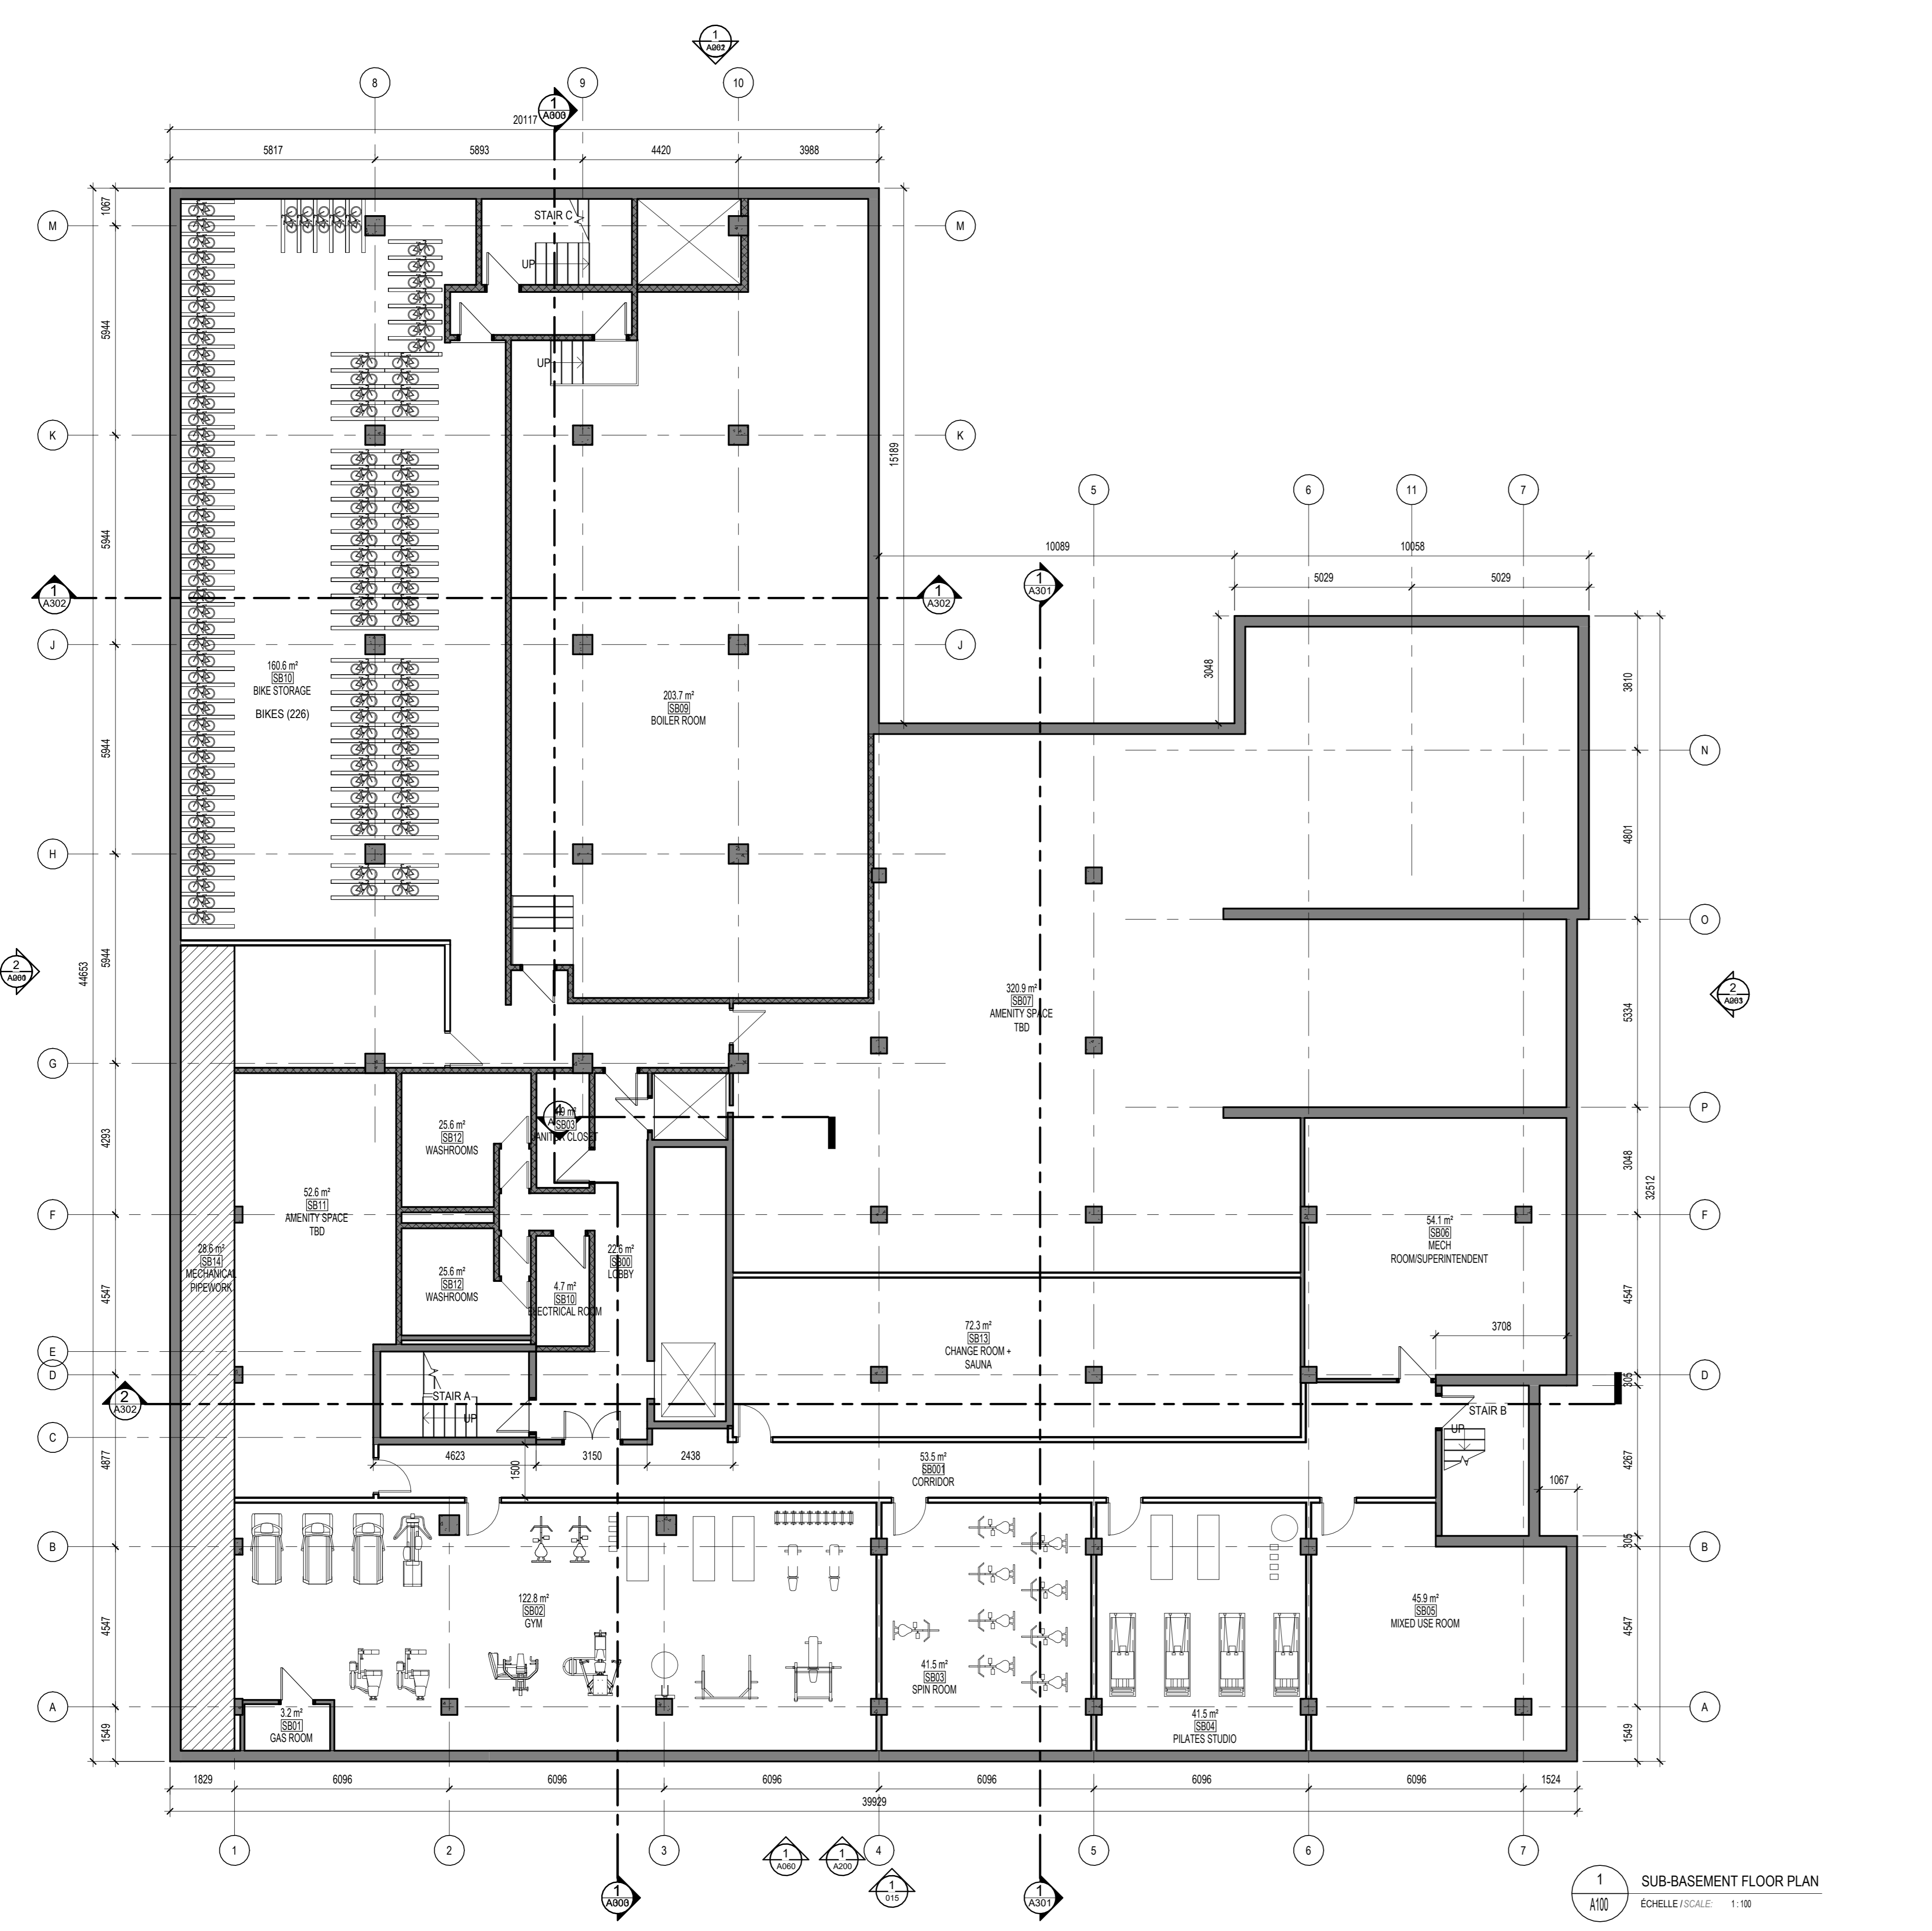 1
8
9
10
1
20117
5817
5893
4420
3988
1067
M
STAIR C
M
UP
5944
UP
K
K
15189
5
6
11
7
5944
10089
10058
5029
5029
1
A302
1
A302
1
A301
J
J
3048
3810
160.6 m²
SB10
BIKE STORAGE
BIKES (226)
203.7 m²
SB09
BOILER ROOM
5944
N
4801
H
O
5944
44653
2
2
320.9 m²
SB07
AMENITY SPACE
TBD
5334
G
P
4293
25.6 m²
SB12
WASHROOMS
SB03
3048
32512
52.6 m²
SB11
AMENITY SPACE
TBD
F
F
54.1 m²
SB06
MECH
ROOM/SUPERINTENDENT
28.6 m²
SB14
MECHANICAL
PIPEWORK
22.6 m²
SB00
LOBBY
25.6 m²
SB12
WASHROOMS
4.7 m²
SB10
ELECTRICAL ROOM
4547
4547
72.3 m²
SB13
CHANGE ROOM +
SAUNA
3708
E
D
D
305
STAIR A
UP
2
A302
STAIR B
UP
C
4877
4623
3150
2438
1500
53.5 m²
SB001
CORRIDOR
4267
1067
B
B
305
122.8 m²
SB02
GYM
45.9 m²
SB05
MIXED USE ROOM
4547
4547
41.5 m²
SB03
SPIN ROOM
A
A
3.2 m²
SB01
GAS ROOM
41.5 m²
SB04
PILATES STUDIO
1549
1549
1829
6096
6096
6096
6096
6096
6096
1524
39929
1
2
3
4
5
6
7
1
A060
1
A200
1
015
1
1
A301
1
A100
SUB-BASEMENT FLOOR PLAN
ÉCHELLE / SCALE: 1 : 100